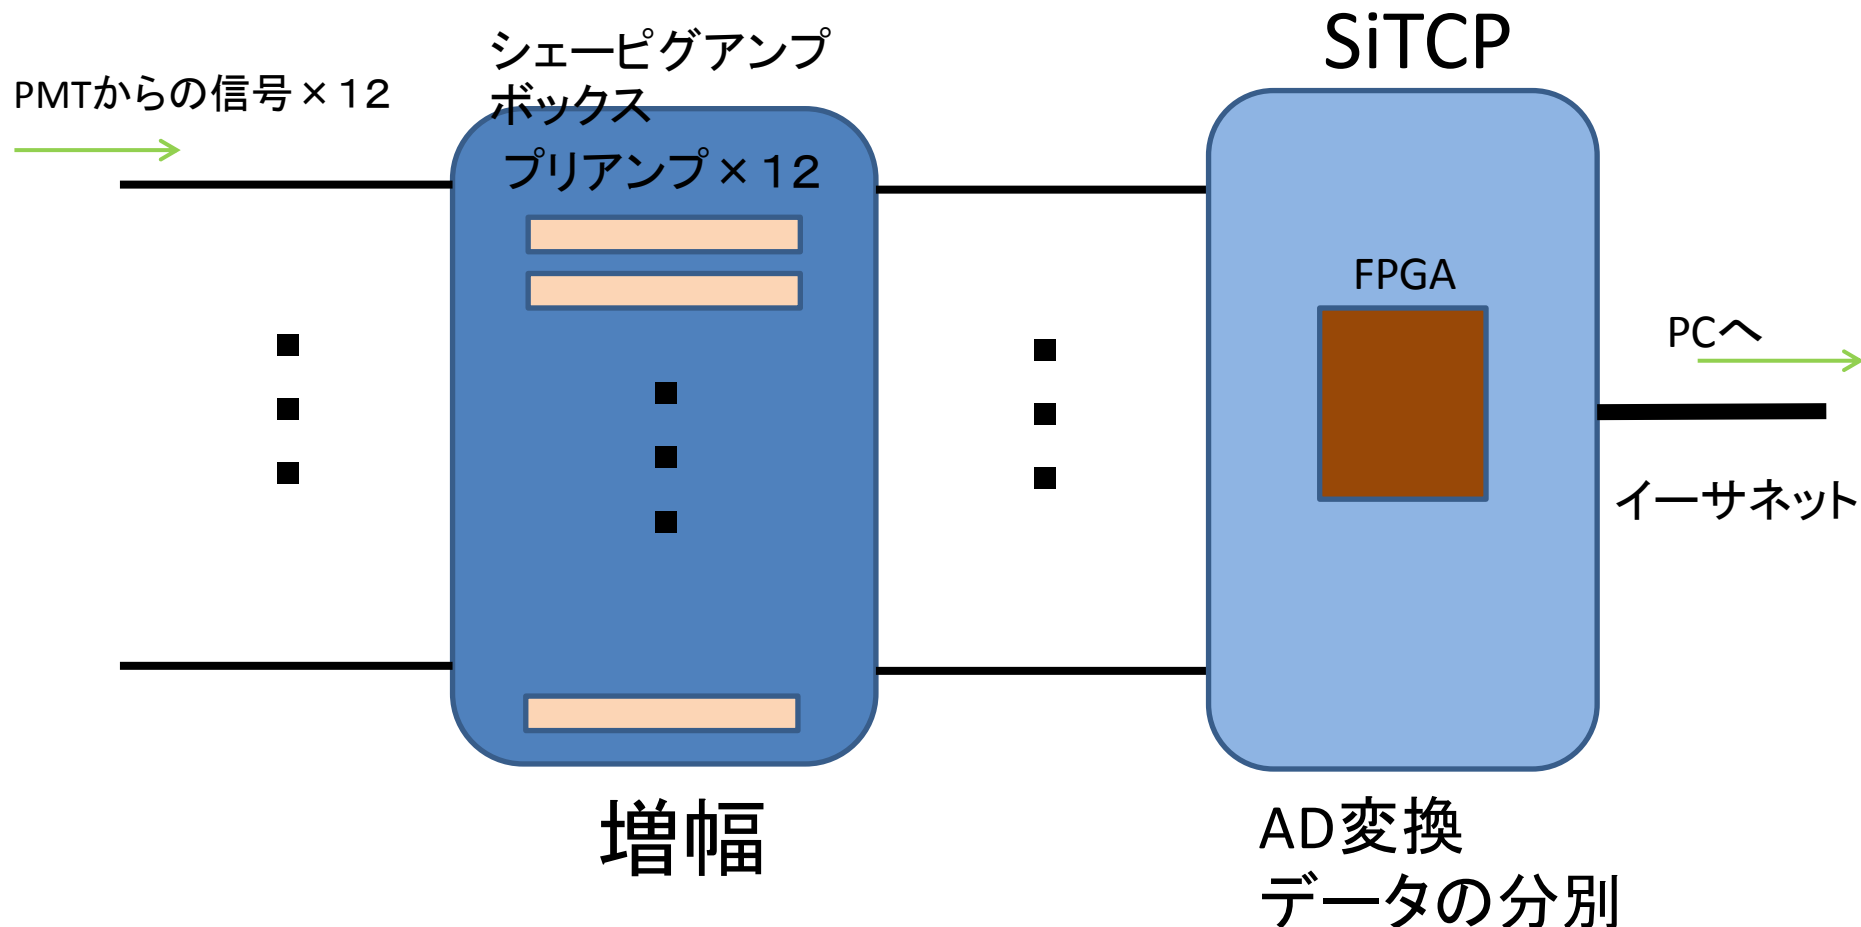 PMTからの信号×12
シェーピグアンプ
ボックス
プリアンプ×12
SiTCP
FPGA
PCへ
イーサネット
増幅
AD変換
データの分別